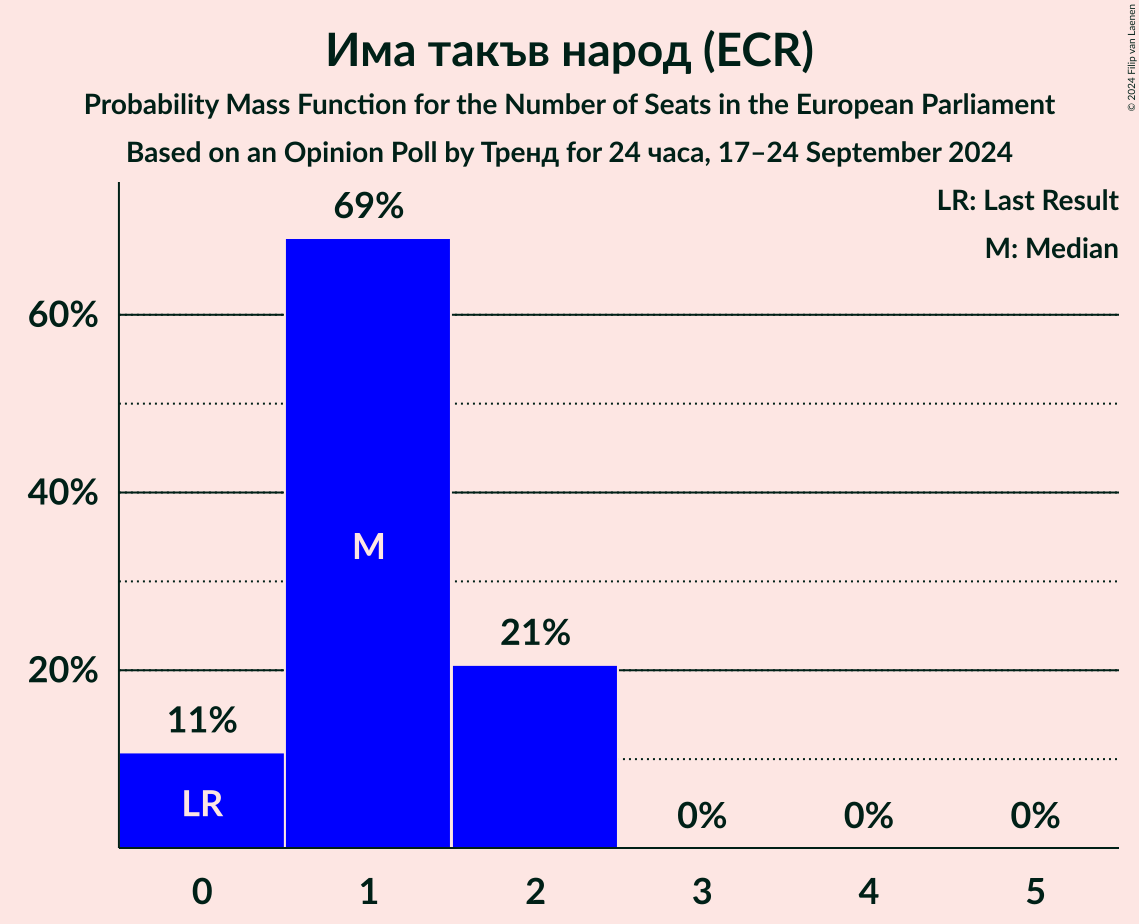 Има такъв народ (ECR)
Probability Mass Function for the Number of Seats in the European Parliament
Based on an Opinion Poll by Тренд for 24 часа, 17–24 September 2024
© 2024 Filip van Laenen
LR: Last Result
M: Median
69%
60%
40%
M
21%
20%
11%
LR
0% 0% 0%
0 1 2 3 4 5